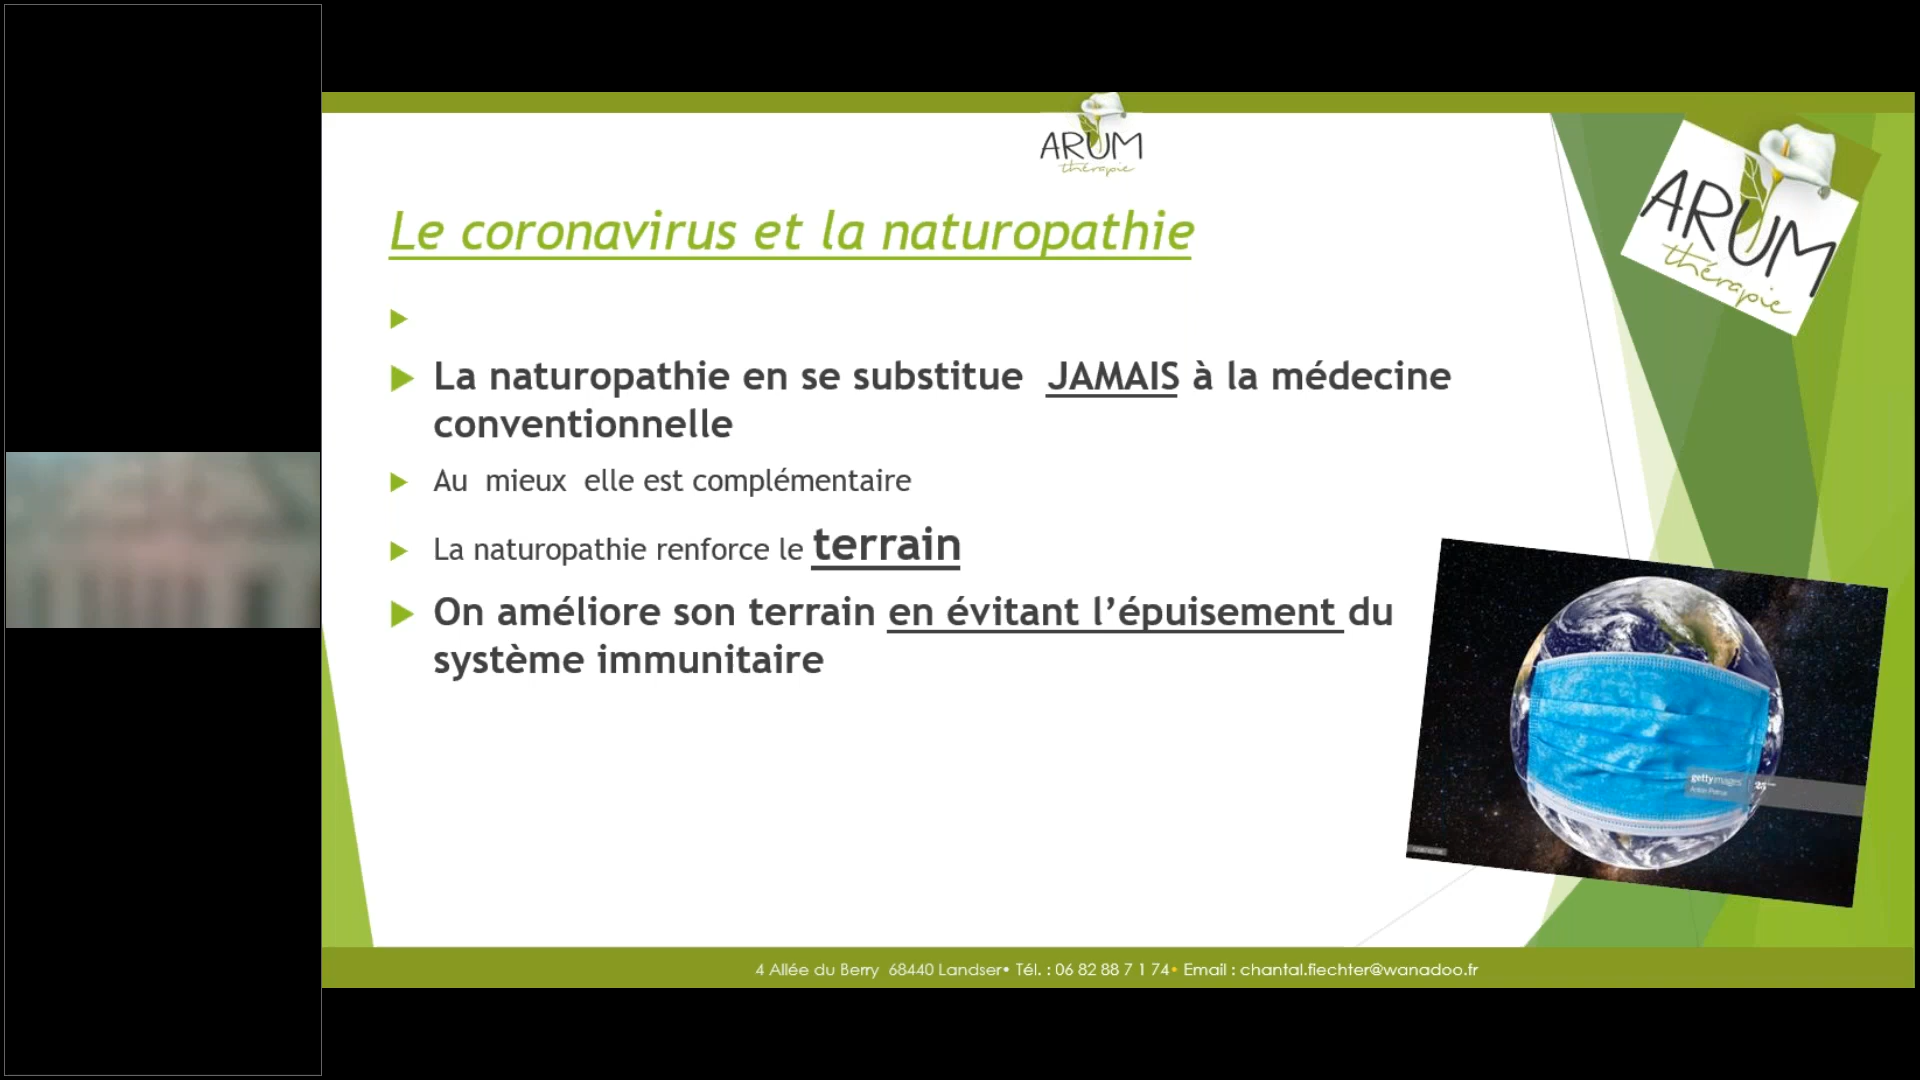 ARUM
thérapie
ARUM
thérapie
Le coronavirus et la naturopathie
La naturopathie en se substitue JAMAIS à la médecine
conventionnelle
Au mieux elle est complémentaire
La naturopathie renforce le terrain
On améliore son terrain en évitant l’épuisement du
système immunitaire
gettyimages
4 Allée du Berry 68440 Landser• Tél. : 06 82 88 7 1 74• Email : chantal.fiechter@wanadoo.fr